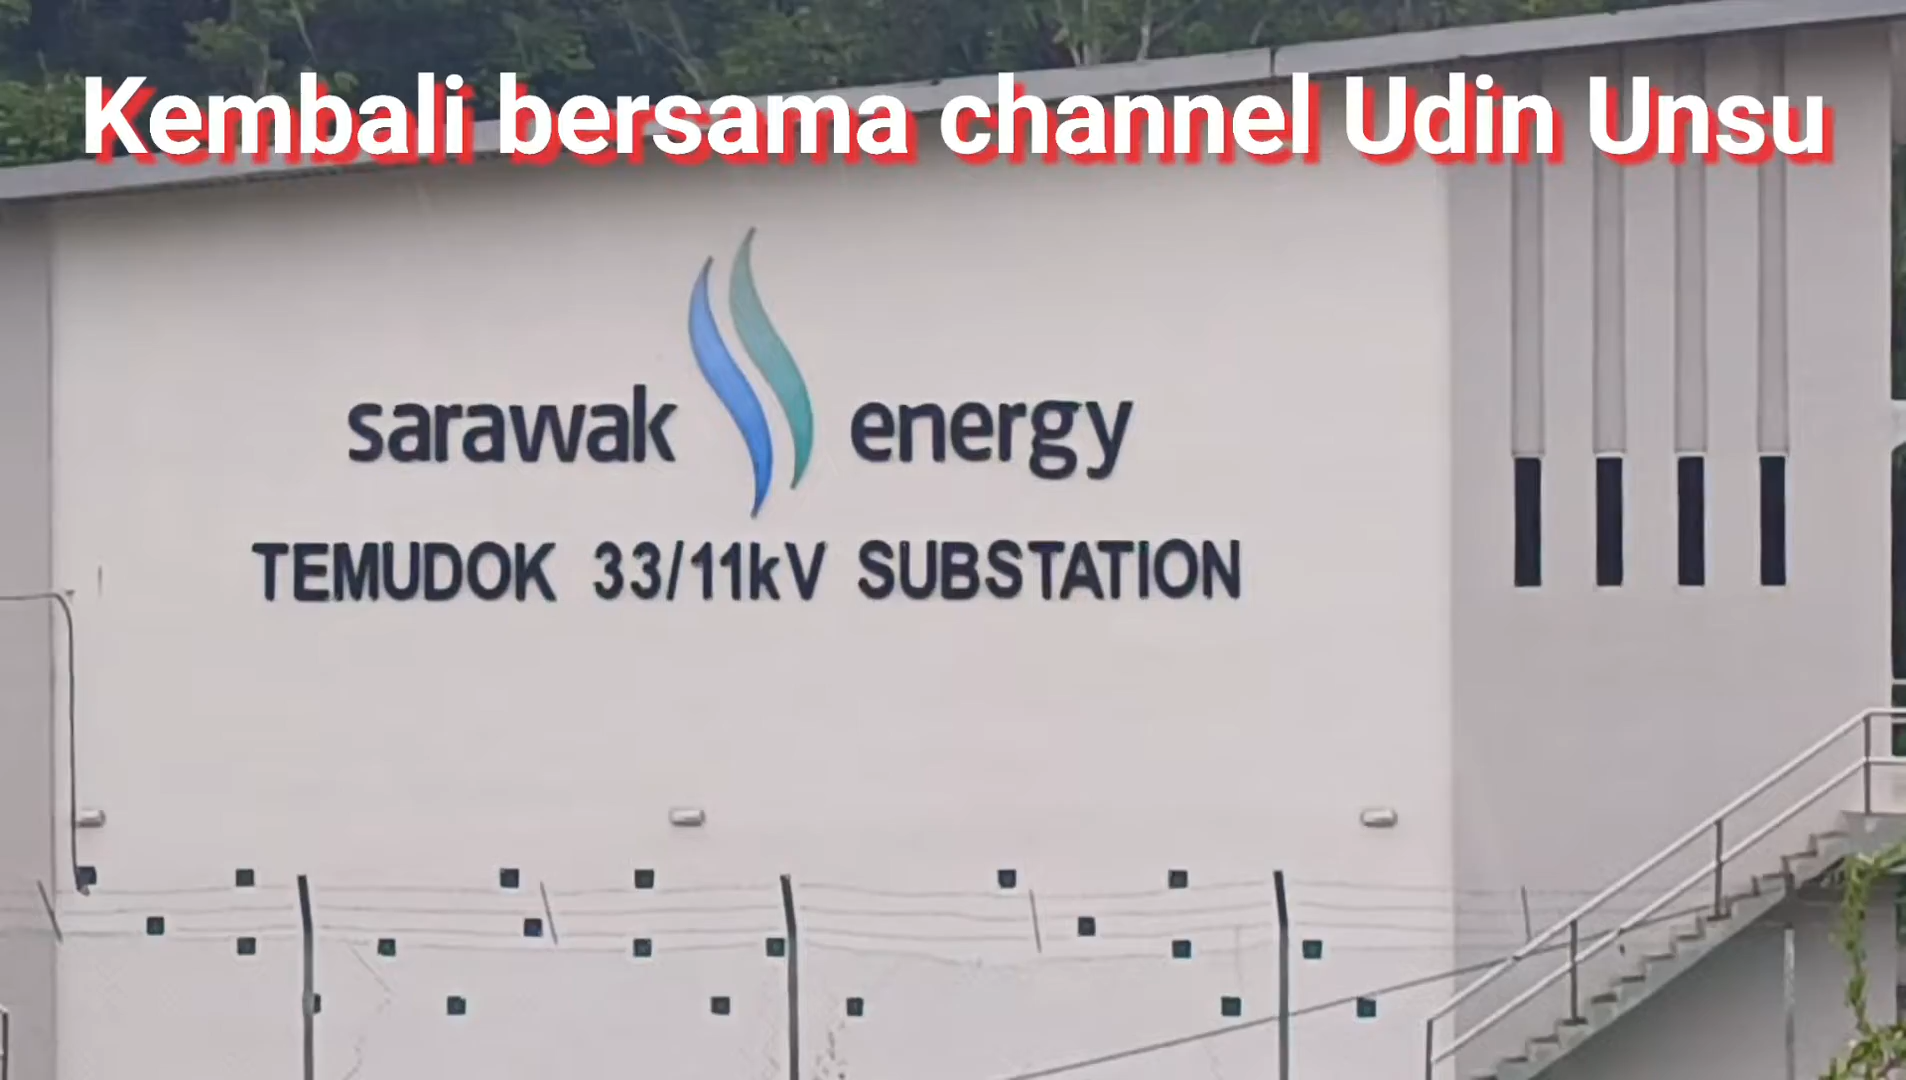 Kembali bersama channel Udin Unsu
sarawak energy
TEMUDOK 33/11kV SUBSTATION